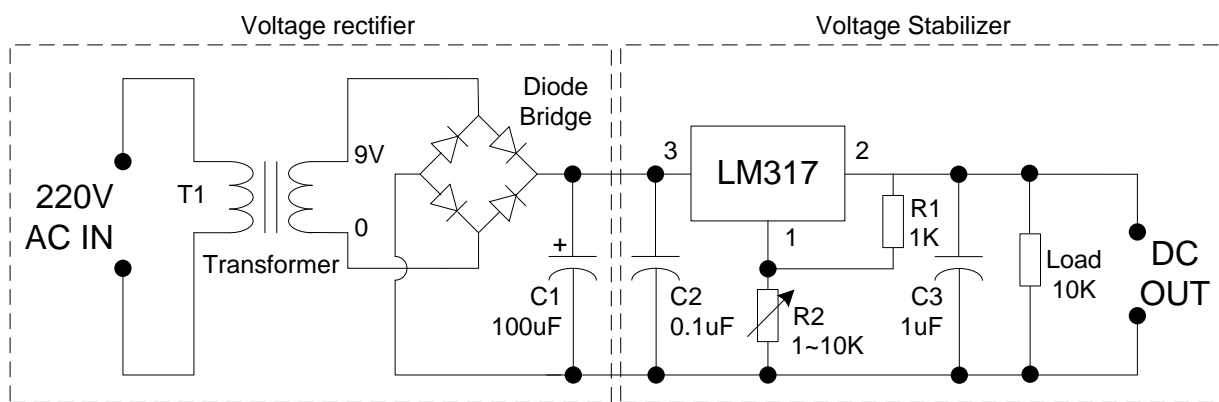 Voltage rectifier
Voltage Stabilizer
Diode
Bridge
220V
AC IN
T1
9V
0
Transformer
+
C1
100uF
C2
0.1uF
3
LM317
2
1
R1
1K
R2
1~10K
C3
1uF
Load
10K
DC
OUT